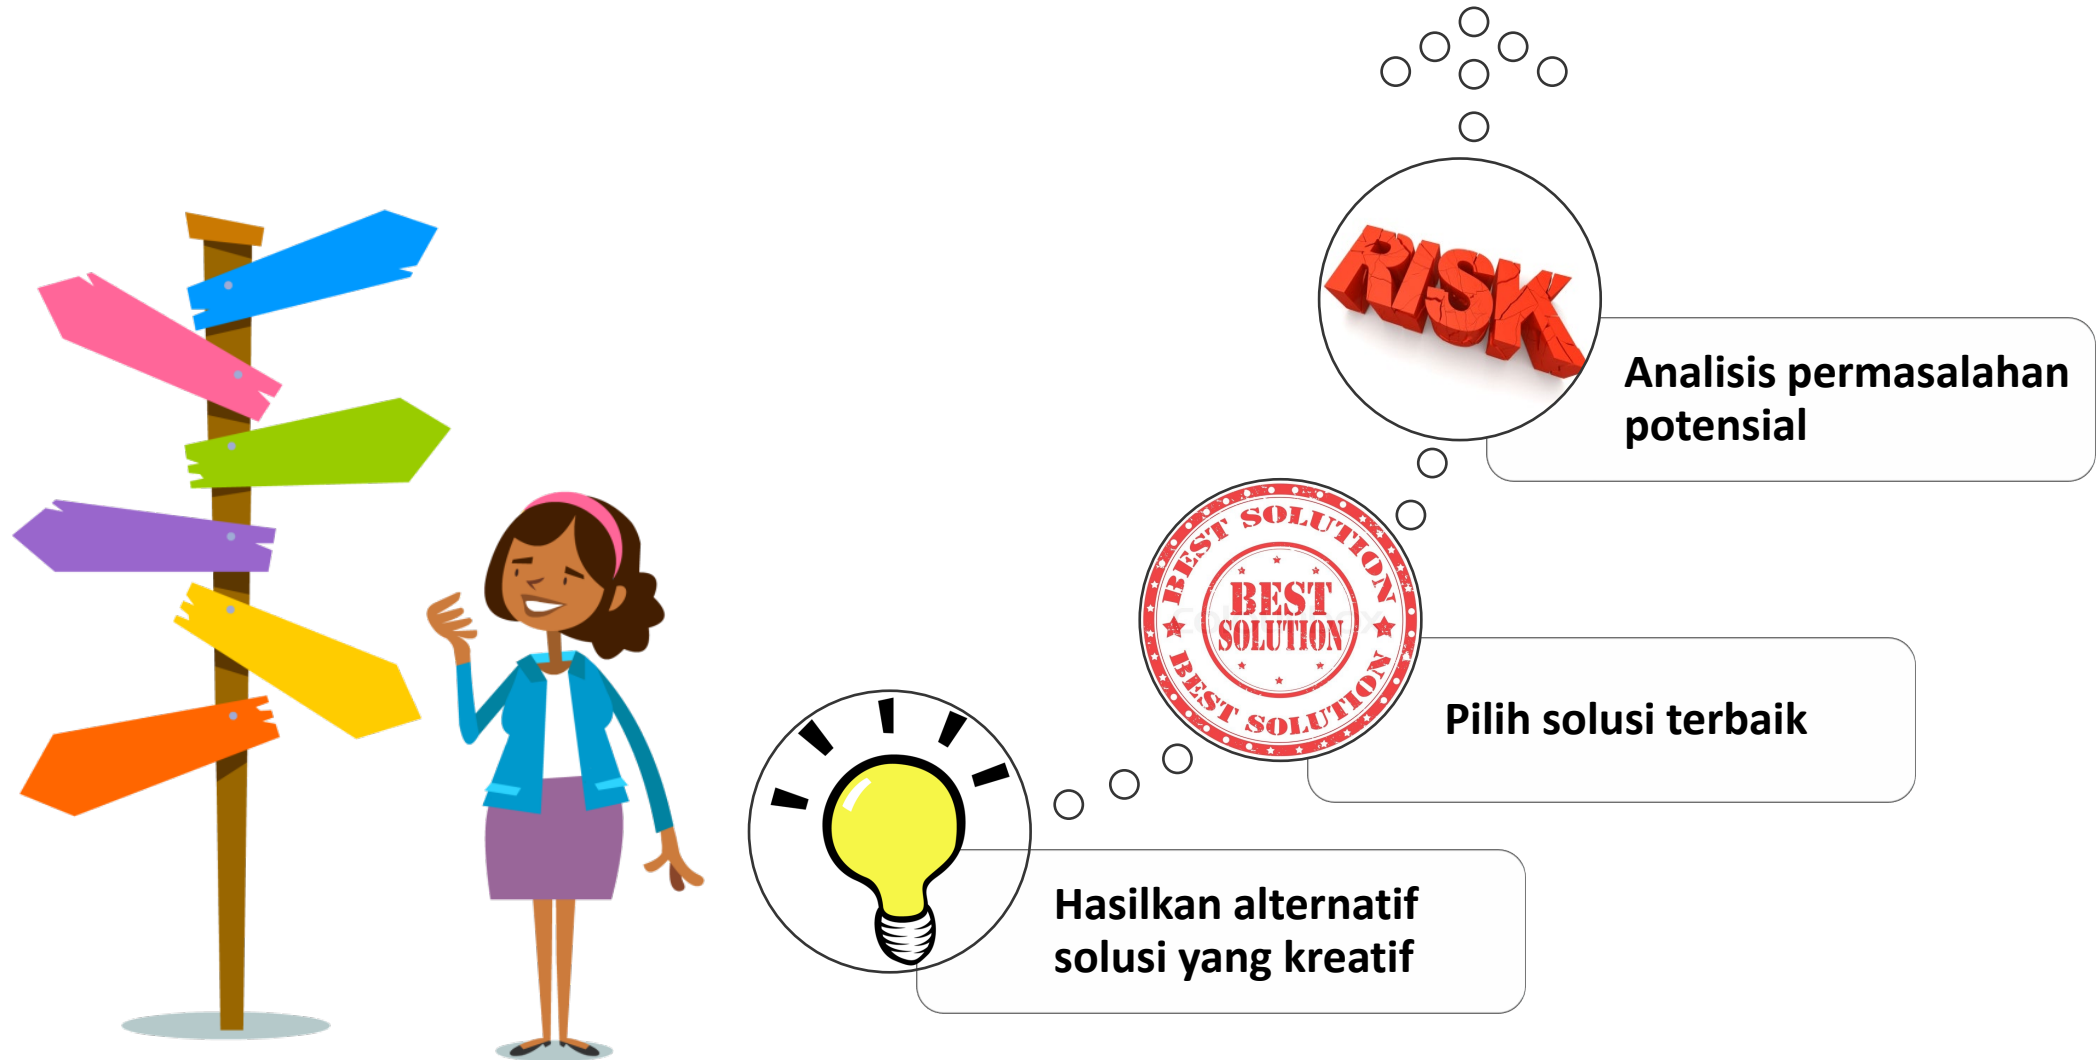 RISK
Analisis permasalahan
potensial
BEST SOLUTION
BEST
SOLUTION
BEST SOLUTION
Pilih solusi terbaik
Hasilkan alternatif
solusi yang kreatif